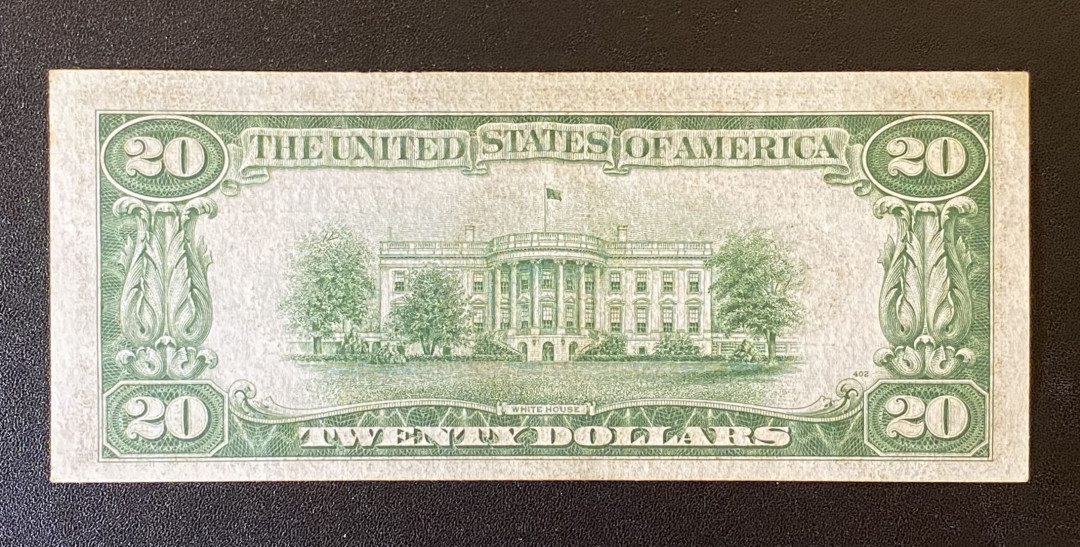 20 THE UNITED STATES OF AMERICA 20
402
WHITE HOUSE
20 TWENTY DOLLARS 20